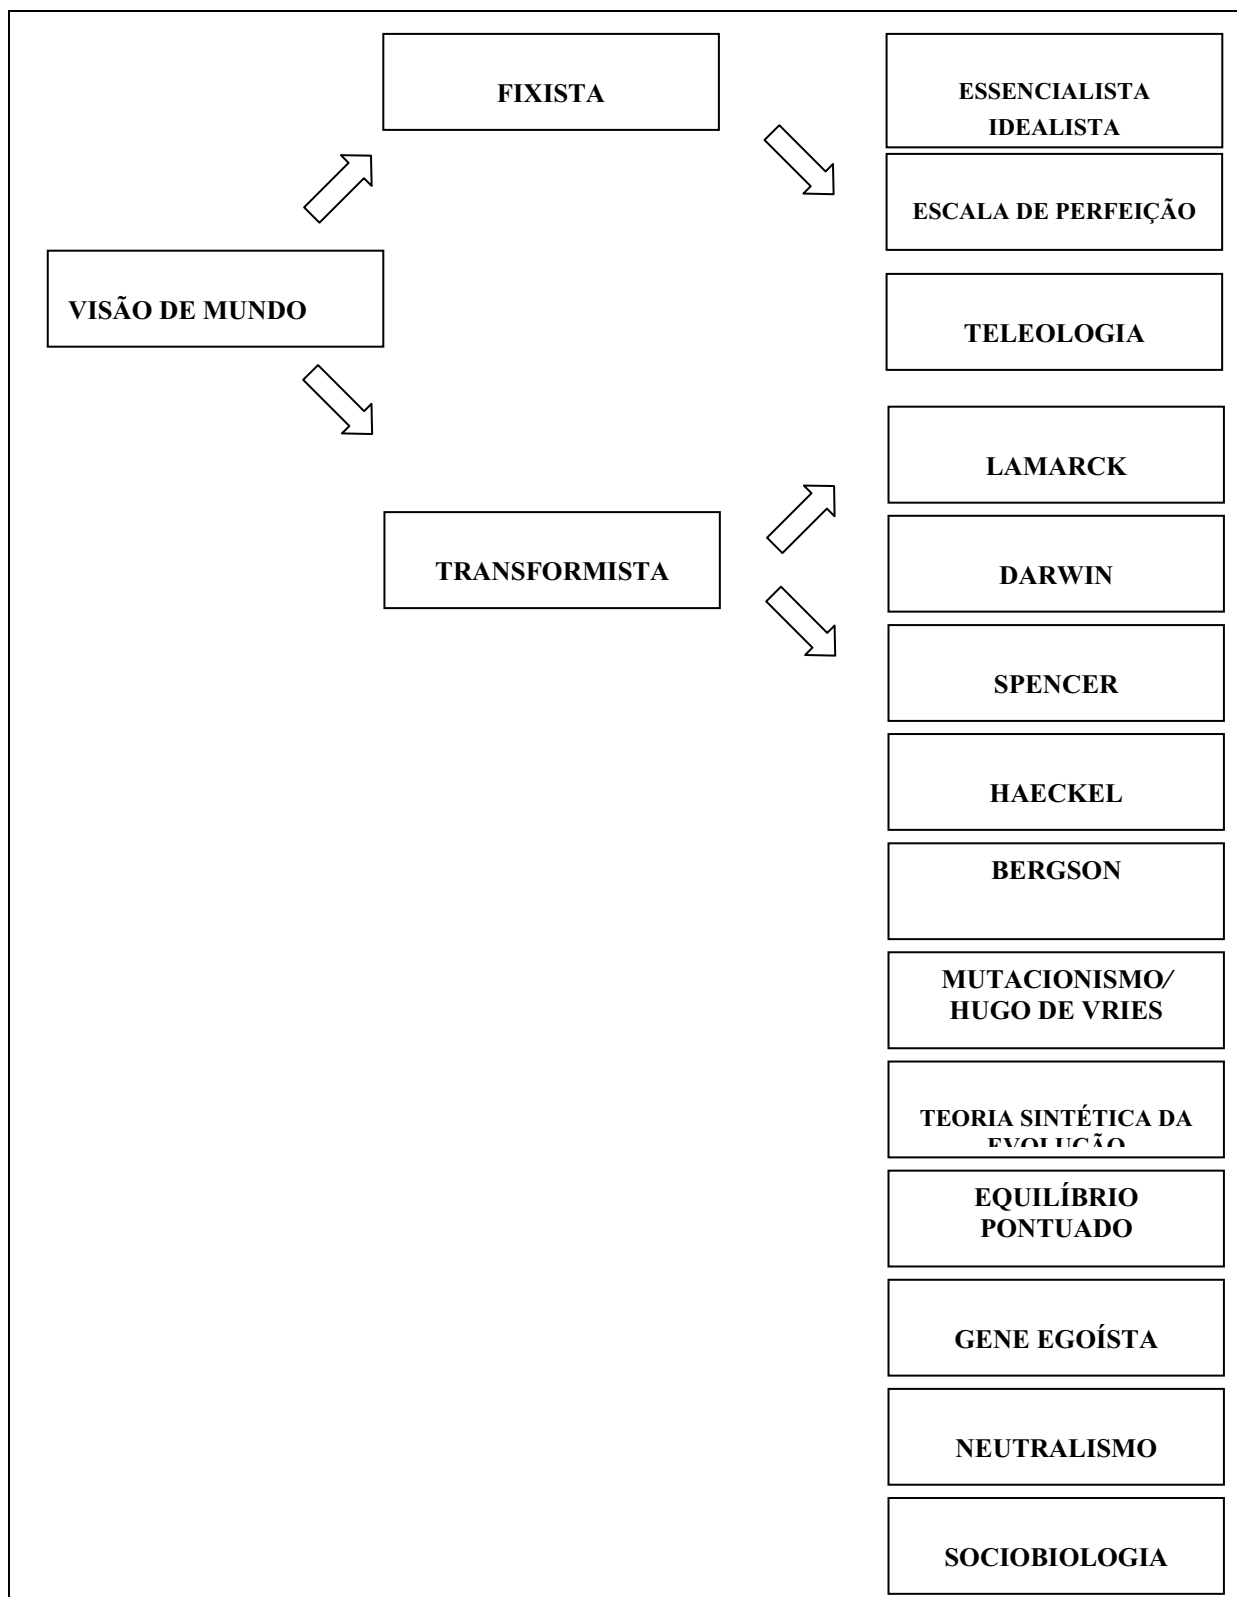 FIXISTA
ESSENCIALISTA
IDEALISTA
ESCALA DE PERFEIÇÃO
VISÃO DE MUNDO
TELEOLOGIA
LAMARCK
TRANSFORMISTA
DARWIN
SPENCER
HAECKEL
BERGSON
MUTACIONISMO/
HUGO DE VRIES
TEORIA SINTÉTICA DA
EVOLUÇÃO
EQUILÍBRIO
PONTUADO
GENE EGOÍSTA
NEUTRALISMO
SOCIOBIOLOGIA